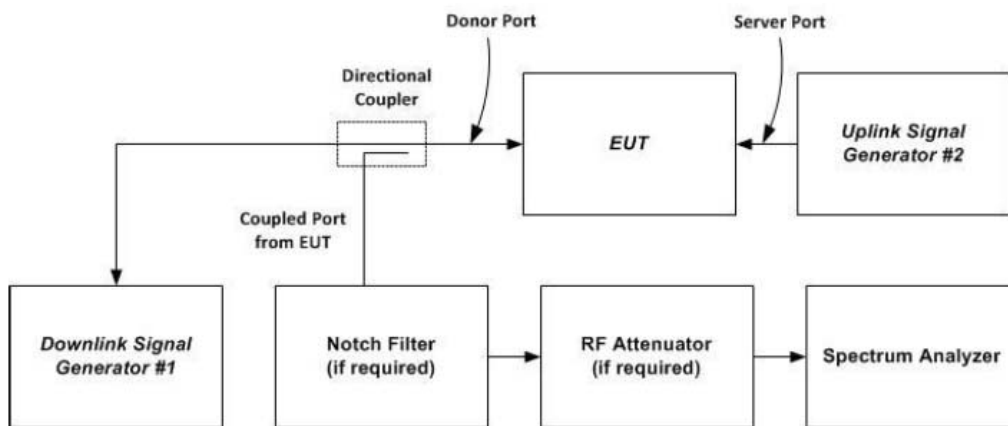 Donor Port
Server Port
Directional
Coupler
EUT
Uplink Signal
Generator #2
Coupled Port
from EUT
Downlink Signal
Generator #1
Notch Filter
(if required)
RF Attenuator
(if required)
Spectrum Analyzer